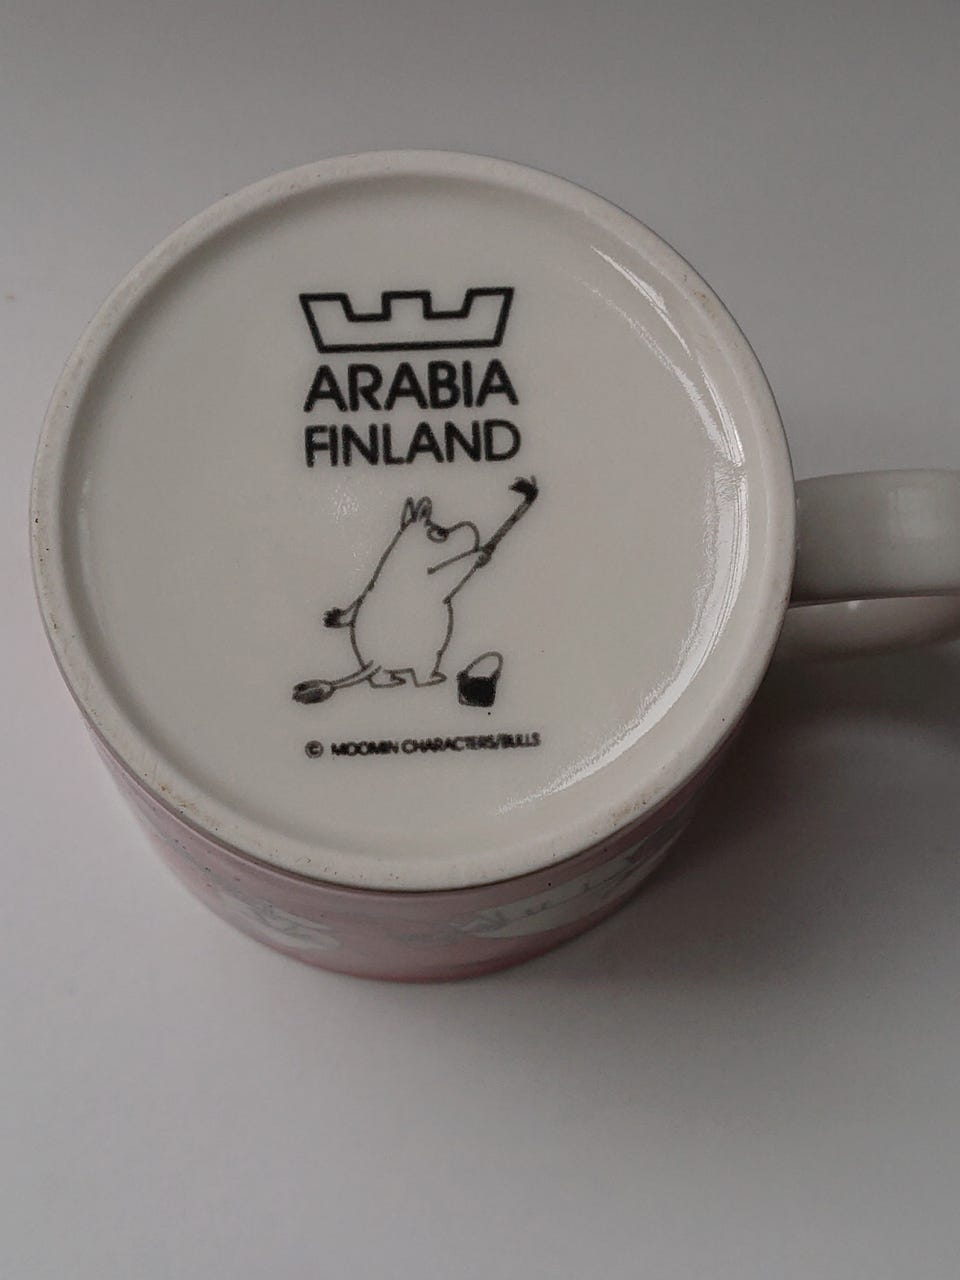 ARABIA
FINLAND
© MOOMIN CHARACTERS/BULLS